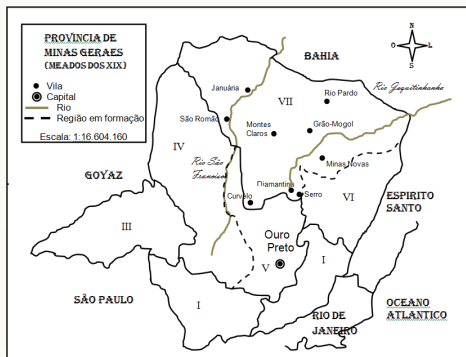 PROVÍNCIA DE
MINAS GERAES
(MEADOS DOS XIX)
Vila
Capital
Rio
Região em formação
Escala: 1:16.604.160
BAHIA
N
O
L
S
Januária
VII
Rio Pardo
Rio Jequitinhonha
São Romão
Montes
Claros
Grão-Mogol
IV
Rio São
Francisco
Minas Novas
GOYAZ
Diamantina
Serro
VI
Curvelo
ESPIRITO
SANTO
III
Ouro
Preto
V
I
SÃO PAULO
I
RIO DE
JANEIRO
OCEANO
ATLANTICO